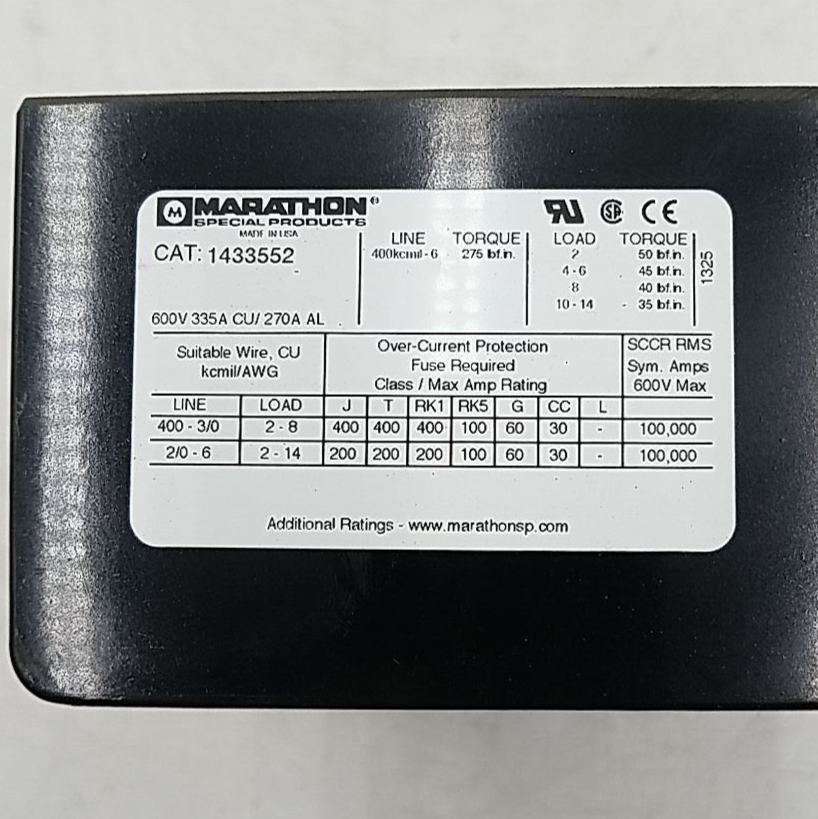 M MARATHON®
SPECIAL PRODUCTS
MADE IN USA
CAT: 1433552
600V 335A CU/ 270A AL
LINE TORQUE
400kcmil - 6 275 lbf.in.
LOAD TORQUE
2 50 lbf.in.
4 - 6 45 lbf.in.
8 40 lbf.in.
10 - 14 - 35 lbf.in.
1325
RU SP CE
Suitable Wire, CU
kcmil/AWG
Over-Current Protection
Fuse Required
Class / Max Amp Rating
SCCR RMS
Sym. Amps
600V Max
LINE LOAD J T RK1 RK5 G CC L
400 - 3/0 2 - 8 400 400 400 100 60 30 - 100,000
2/0 - 6 2 - 14 200 200 200 100 60 30 - 100,000
Additional Ratings - www.marathonsp.com